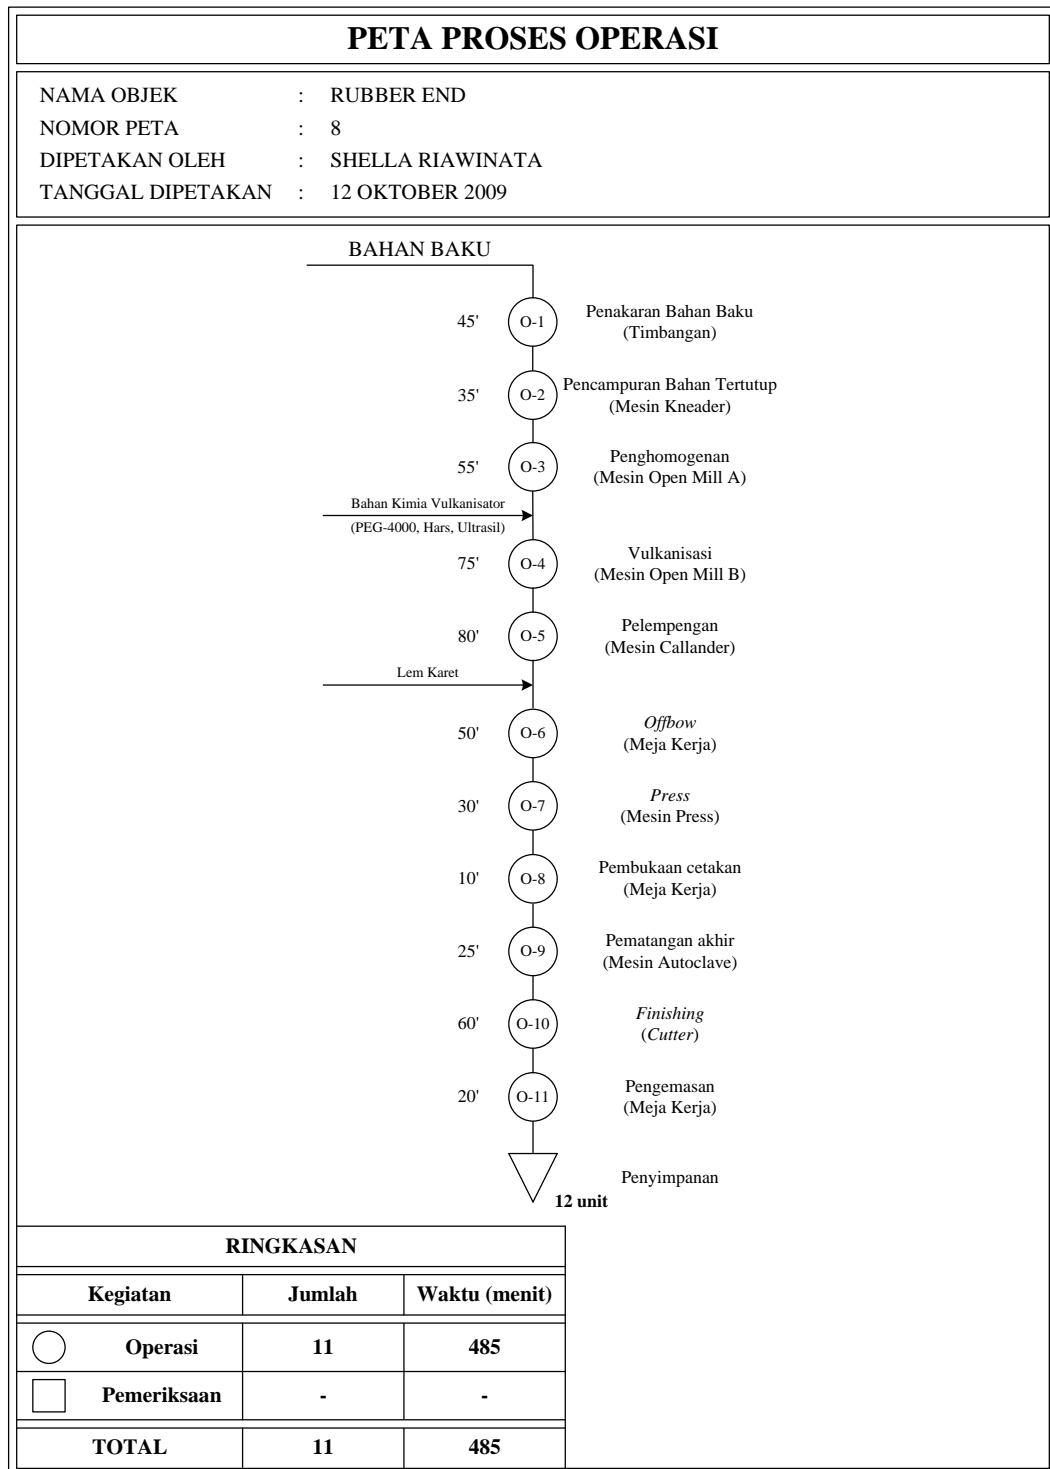 PETA PROSES OPERASI
NAMA OBJEK : RUBBER END
NOMOR PETA : 8
DIPETAKAN OLEH : SHELLA RIAWINATA
TANGGAL DIPETAKAN : 12 OKTOBER 2009
BAHAN BAKU
45' O-1 Penakaran Bahan Baku
(Timbangan)
35' O-2 Pencampuran Bahan Tertutup
(Mesin Kneader)
55' O-3 Penghomogenan
(Mesin Open Mill A)
Bahan Kimia Vulkanisator
(PEG-4000, Hars, Ultrasil)
75' O-4 Vulkanisasi
(Mesin Open Mill B)
80' O-5 Pelempengan
(Mesin Callander)
Lem Karet
50' O-6 Offbow
(Meja Kerja)
30' O-7 Press
(Mesin Press)
10' O-8 Pembukaan cetakan
(Meja Kerja)
25' O-9 Pematangan akhir
(Mesin Autoclave)
60' O-10 Finishing
(Cutter)
20' O-11 Pengemasan
(Meja Kerja)
Penyimpanan
12 unit
RINGKASAN
Kegiatan Jumlah Waktu (menit)
Operasi 11 485
Pemeriksaan - -
TOTAL 11 485